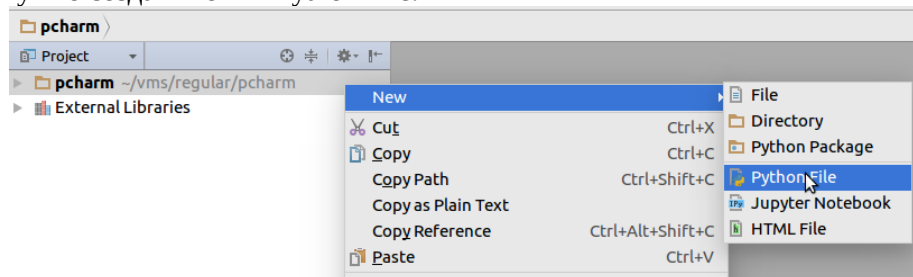 pcharm
Project
pcharm ~/vms/regular/pcharm
External Libraries
New
Cut Ctrl+X
Copy Ctrl+C
Copy Path Ctrl+Shift+C
Copy as Plain Text
Copy Reference Ctrl+Alt+Shift+C
Paste Ctrl+V
File
Directory
Python Package
Python File
Jupyter Notebook
HTML File